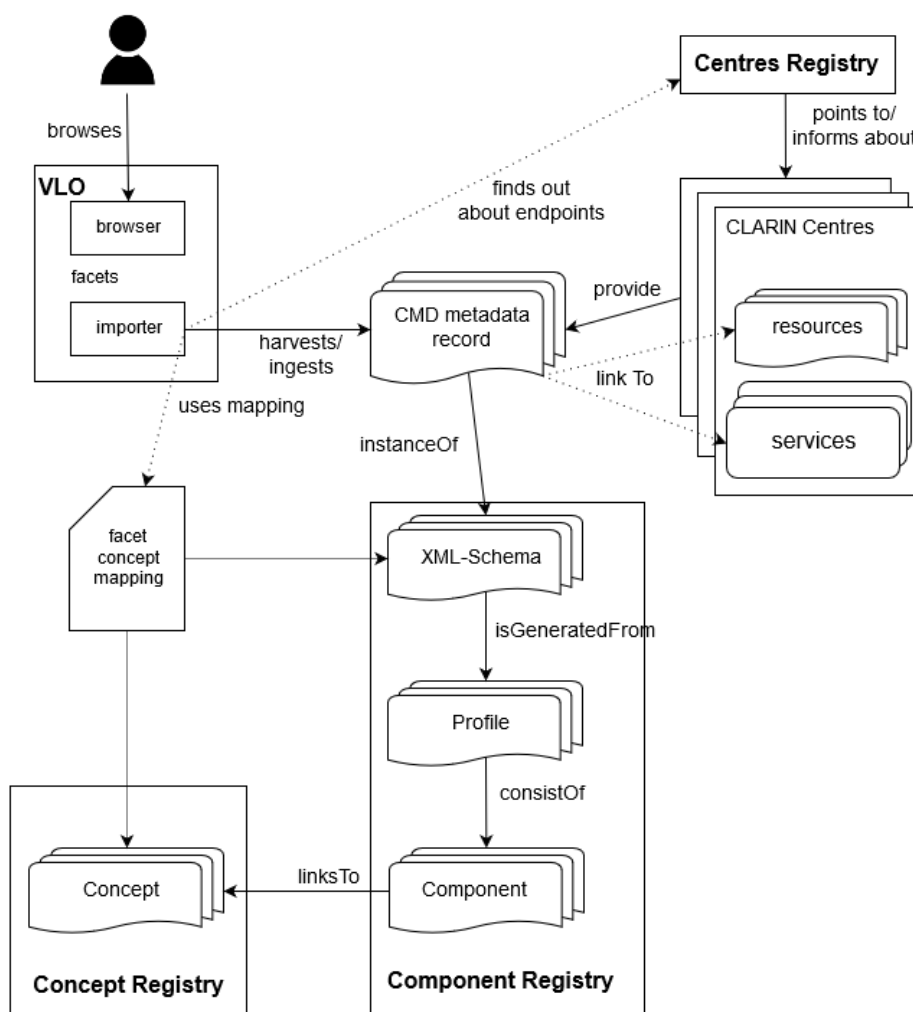 Centres Registry
browses
points to/
informs about
VLO
browser
facets
importer
finds out
about endpoints
CLARIN Centres
provide
CMD metadata
record
resources
harvests/
ingests
link To
services
uses mapping
instanceOf
facet
concept
mapping
XML-Schema
isGeneratedFrom
Profile
consistOf
Concept
linksTo
Component
Concept Registry
Component Registry